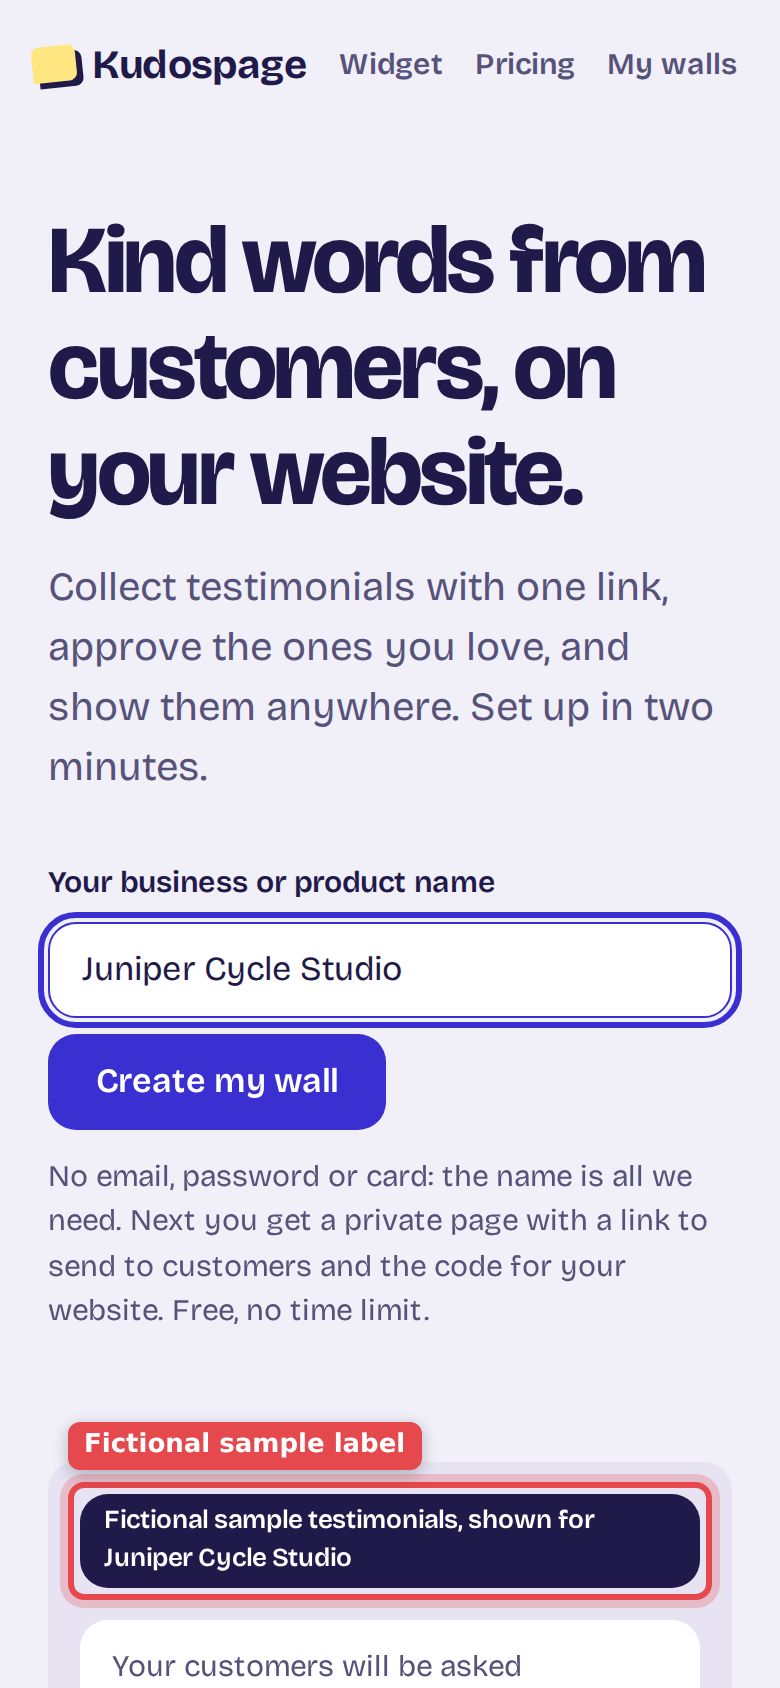 Kudospage Widget Pricing My walls
Kind words from
customers, on
your website.
Collect testimonials with one link,
approve the ones you love, and
show them anywhere. Set up in two
minutes.
Your business or product name
Juniper Cycle Studio
Create my wall
No email, password or card: the name is all we
need. Next you get a private page with a link to
send to customers and the code for your
website. Free, no time limit.
Fictional sample label
Fictional sample testimonials, shown for
Juniper Cycle Studio
Your customers will be asked